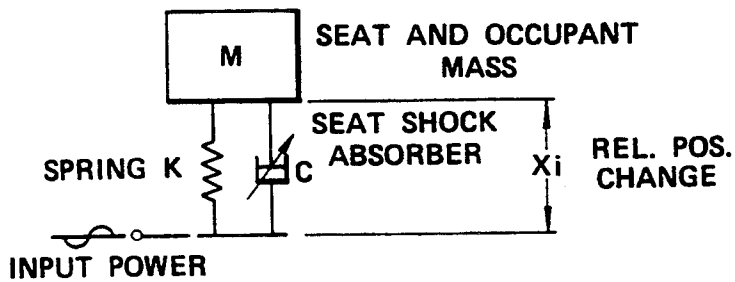 M
SEAT AND OCCUPANT
MASS
SEAT SHOCK
ABSORBER
SPRING K
C
Xi
REL. POS.
CHANGE
INPUT POWER